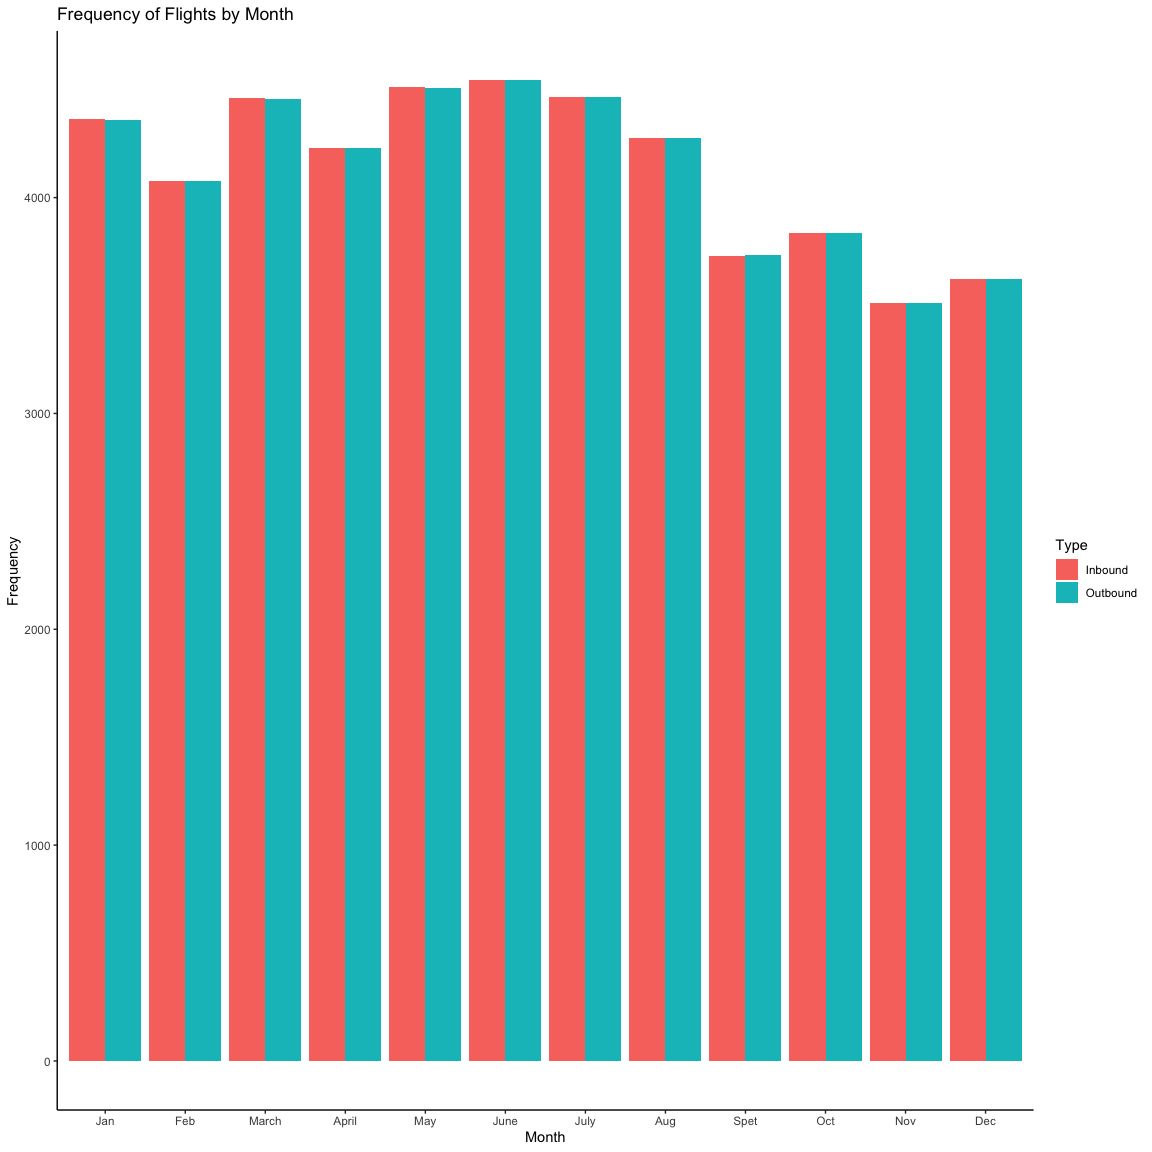 Frequency of Flights by Month
Frequency
4000
3000
2000
1000
0
Jan Feb March April May June July Aug Spet Oct Nov Dec
Month
Type
Inbound
Outbound